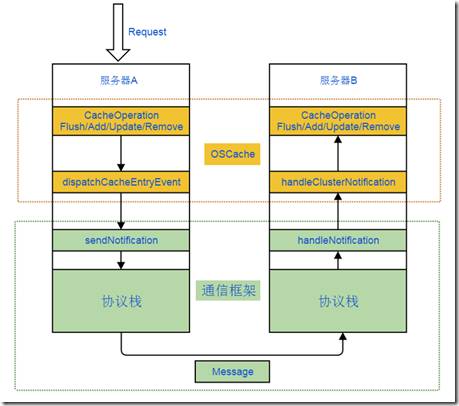 Request
服务器A
服务器B
CacheOperation
Flush/Add/Update/Remove
CacheOperation
Flush/Add/Update/Remove
OSCache
dispatchCacheEntryEvent
handleClusterNotification
sendNotification
handleNotification
协议栈
通信框架
协议栈
Message